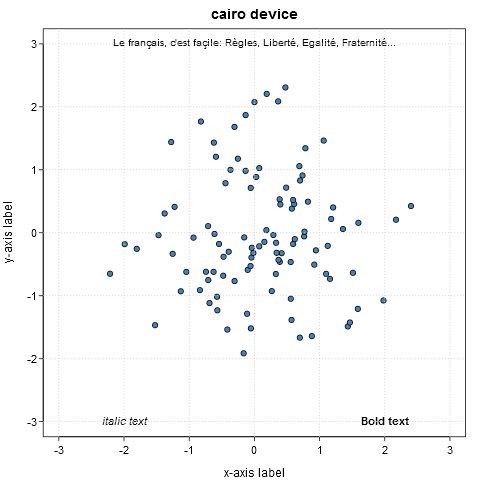 cairo device
Le français, c'est façile: Règles, Liberté, Egalité, Fraternité...
3
2
1
0
-1
-2
-3
y-axis label
italic text
Bold text
-3 -2 -1 0 1 2 3
x-axis label